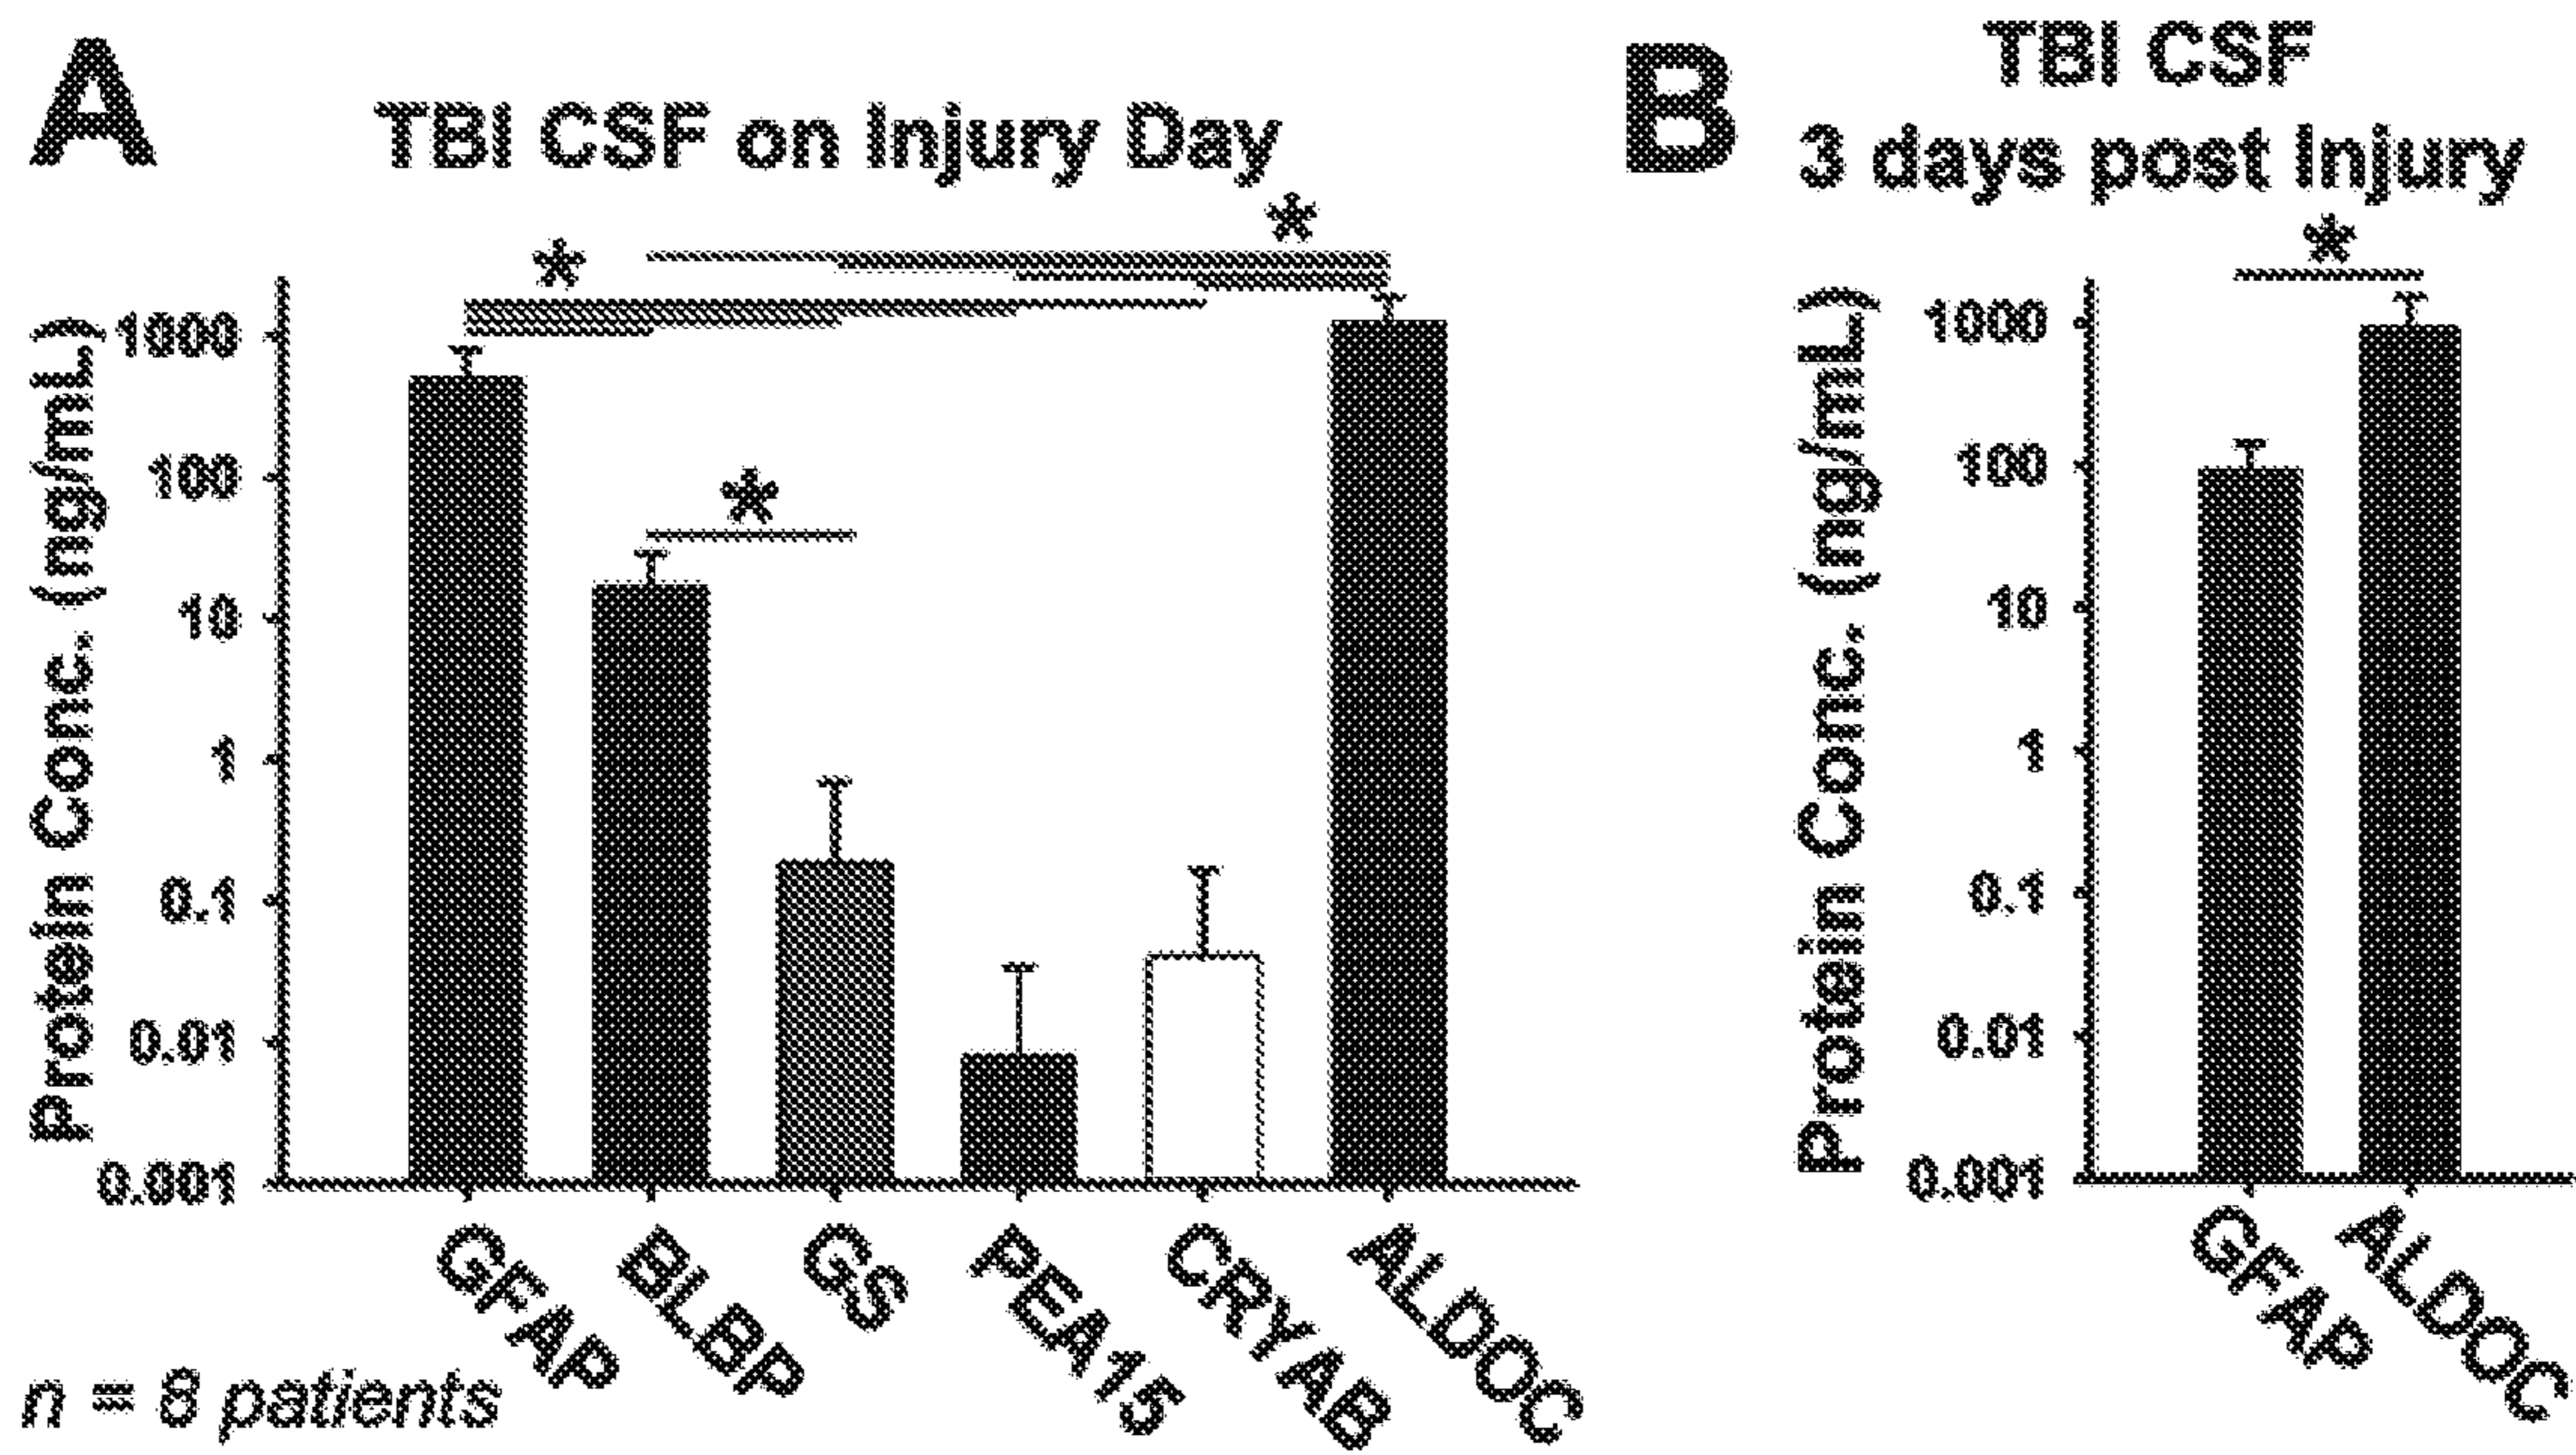 A
TBI CSF on Injury Day
*
*
*
Protein Conc. (ng/mL)
1000
100
10
1
0.1
0.01
0.001
GFAP
BLBP
GS
PEA15
CRYAB
ALDOC
n = 8 patients
B
TBI CSF
3 days post Injury
*
Protein Conc. (ng/mL)
1000
100
10
1
0.1
0.01
0.001
GFAP
ALDOC